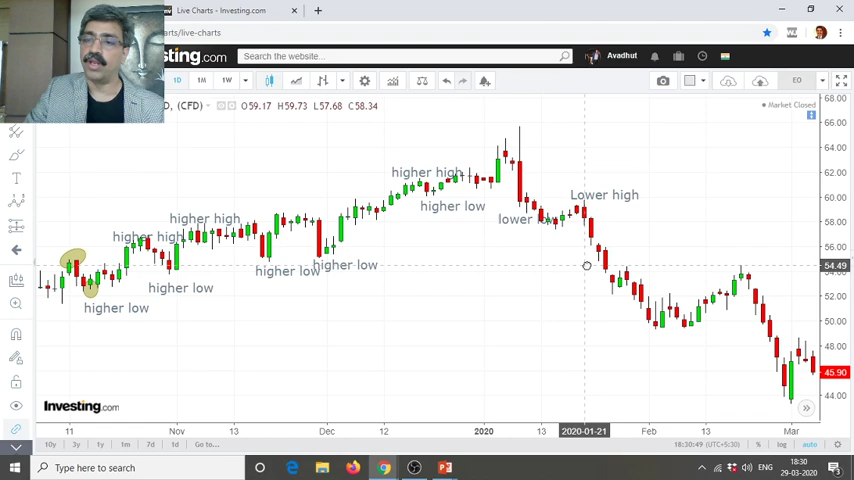 Live Charts - Investing.com
arts/live-charts
sting.com
Search the website...
Avadhut
1D
1M
1W
EO
D, (CFD)
O59.17 H59.73 L57.68 C58.34
Market Closed
68.00
66.00
64.00
62.00
60.00
58.00
56.00
54.49
52.00
50.00
48.00
45.90
44.00
higher high
higher low
Lower high
lower low
higher high
higher high
higher low
higher low
higher low
higher low
Investing.com
11
Nov
13
Dec
12
2020
13
2020-01-21
Feb
13
Mar
10y
3y
1y
1m
7d
1d
Go to...
18:30:49 (UTC+5:30)
%
log
auto
Type here to search
ENG
18:30
29-03-2020
3